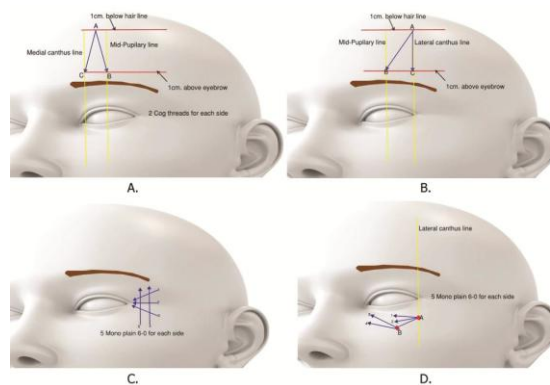 1cm. below hair line
A
Medial canthus line
Mid-Pupilary line
C
B
1cm. above eyebrow
2 Cog threads for each side
A.
1cm. below hair line
A
Mid-Pupilary line
Lateral canthus line
B
C
1cm. above eyebrow
B.
5 Mono plain 6-0 for each side
C.
Lateral canthus line
5 Mono plain 6-0 for each side
A
B
D.